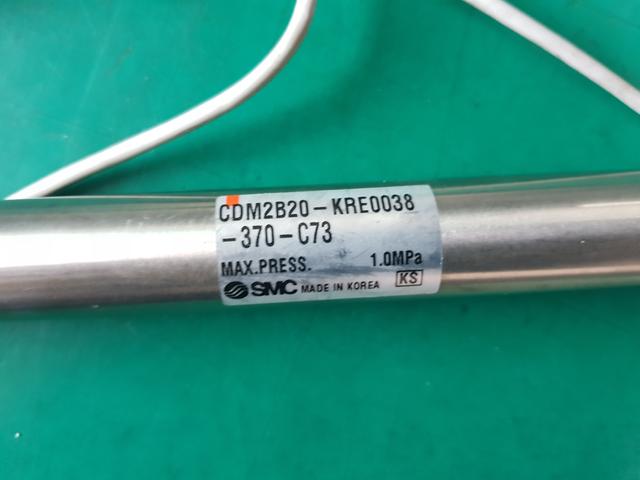 CDM2B20-KRE0038
-370-C73
MAX.PRESS. 1.0MPa
SMC MADE IN KOREA KS